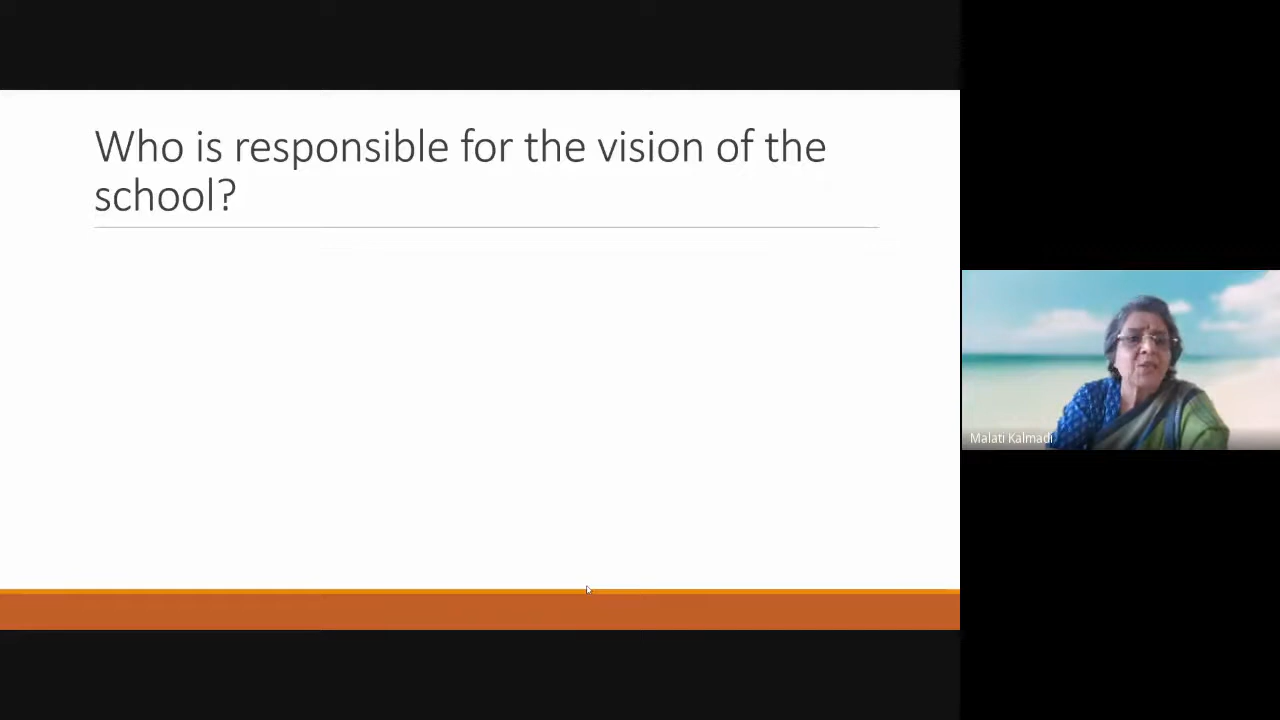 Who is responsible for the vision of the
school?
Malati Kalmadi